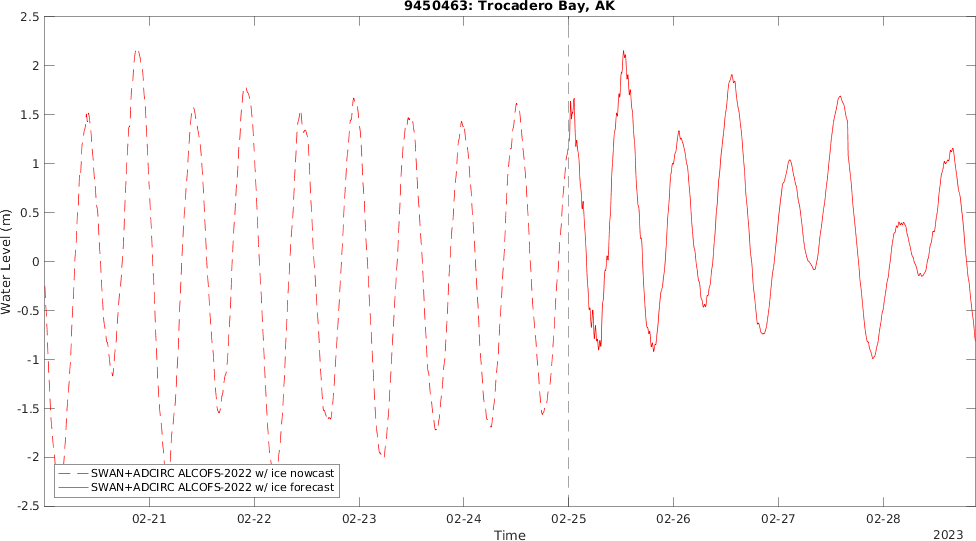 9450463: Trocadero Bay, AK
2.5
2
1.5
1
0.5
0
-0.5
-1
-1.5
-2
-2.5
Water Level (m)
SWAN+ADCIRC ALCOFS-2022 w/ ice nowcast
SWAN+ADCIRC ALCOFS-2022 w/ ice forecast
02-21 02-22 02-23 02-24 02-25 02-26 02-27 02-28
Time
2023